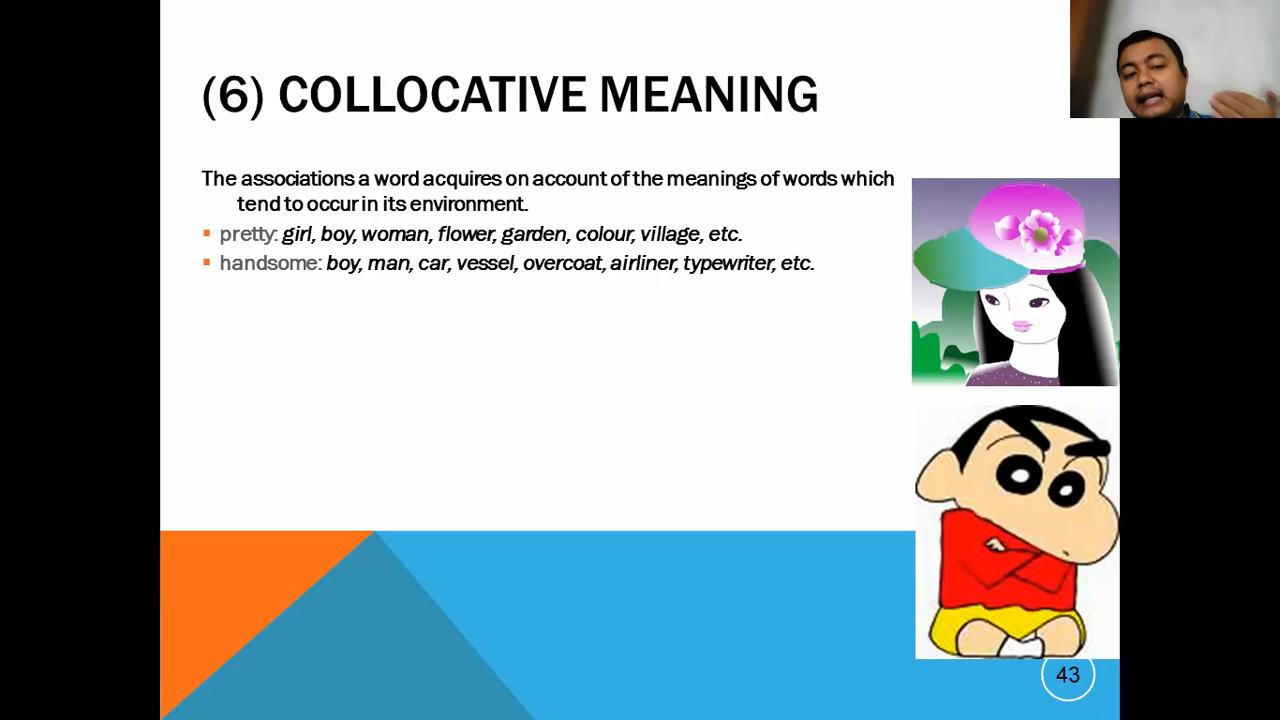 (6) COLLOCATIVE MEANING
The associations a word acquires on account of the meanings of words which
tend to occur in its environment.
▪ pretty: girl, boy, woman, flower, garden, colour, village, etc.
▪ handsome: boy, man, car, vessel, overcoat, airliner, typewriter, etc.
43